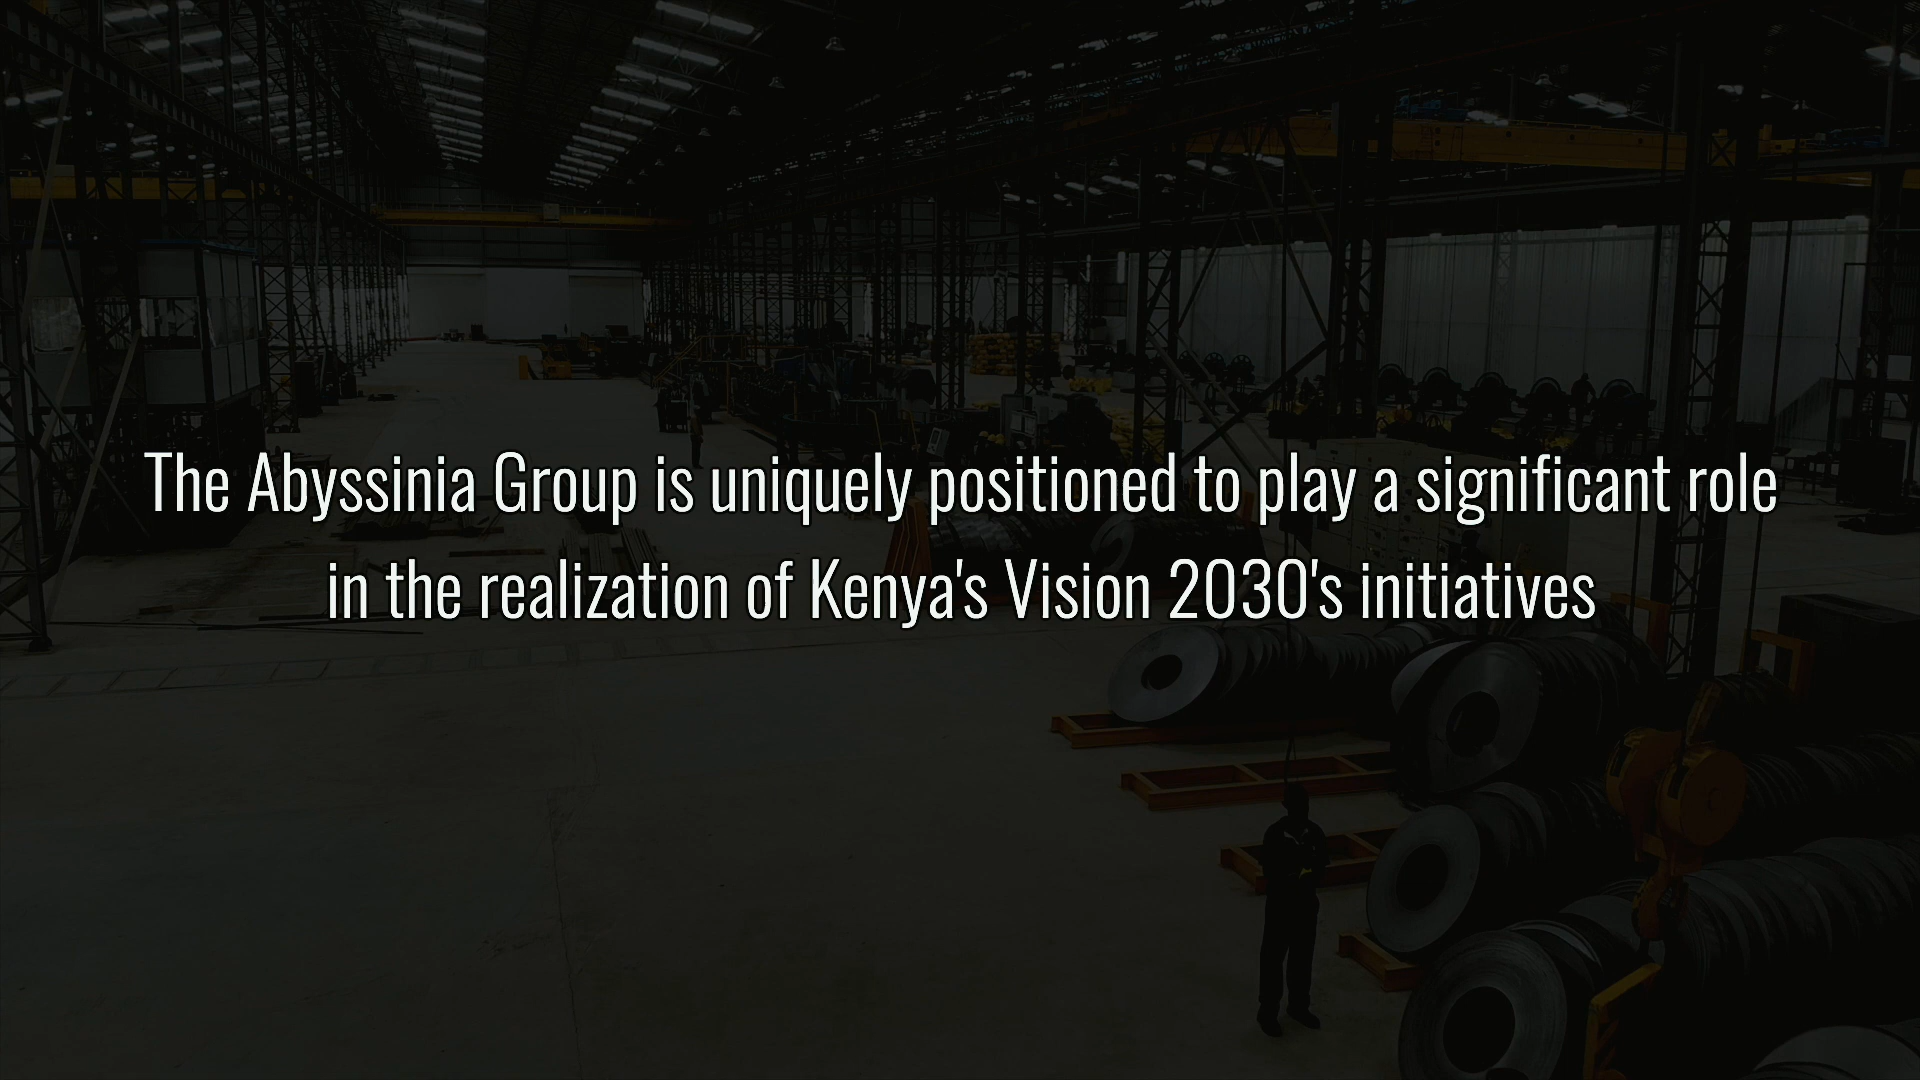 The Abyssinia Group is uniquely positioned to play a significant role
in the realization of Kenya's Vision 2030's initiatives